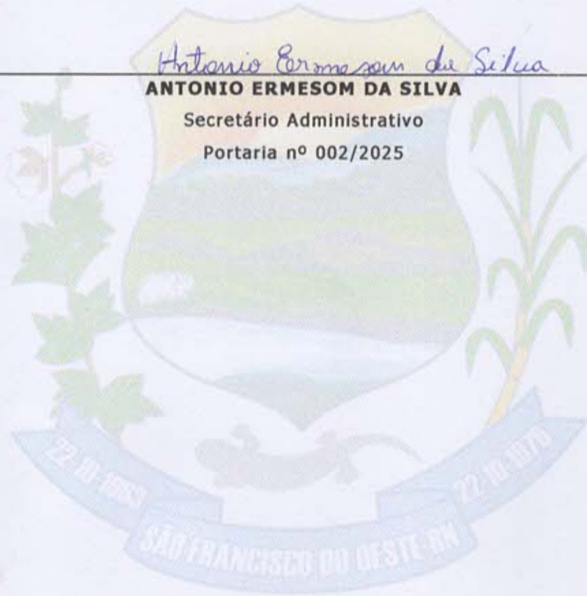 Antonio Ermesom da Silva
ANTONIO ERMESOM DA SILVA
Secretário Administrativo
Portaria nº 002/2025
22-10-1963
22-10-1070
SÃO FRANCISCO DO OESTE-RN